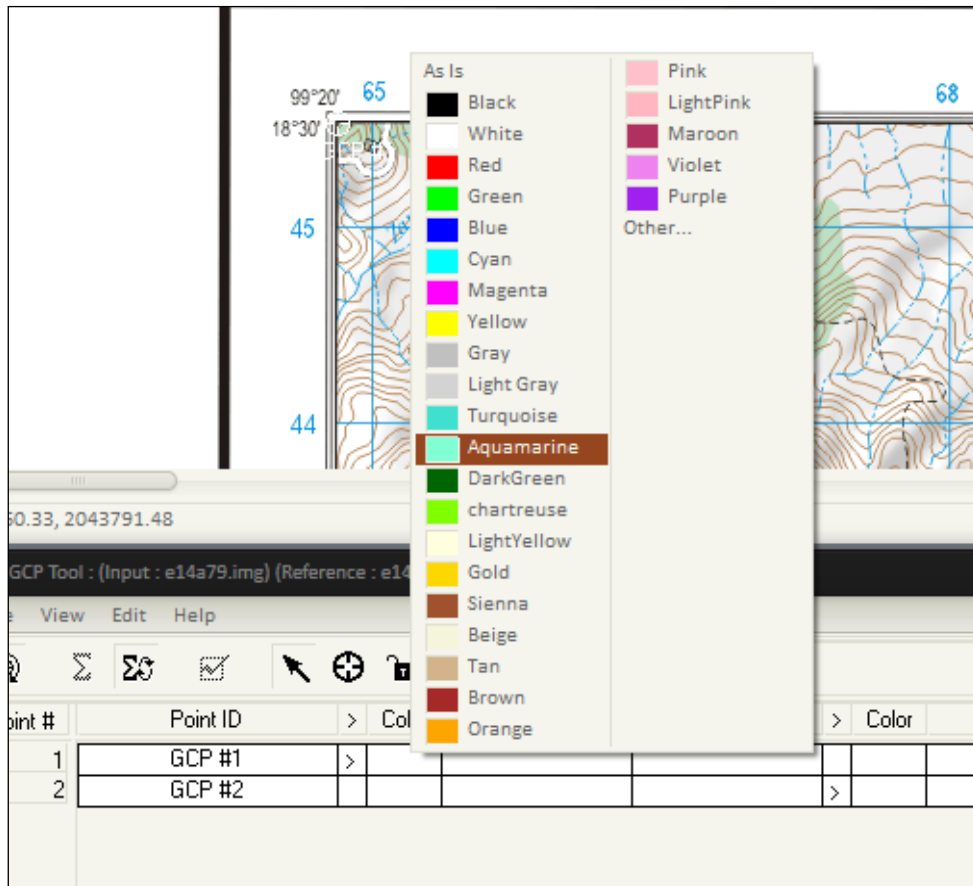 99°20' 65 68
18°30'
45
44
As Is
Black
White
Red
Green
Blue
Cyan
Magenta
Yellow
Gray
Light Gray
Turquoise
Aquamarine
DarkGreen
chartreuse
LightYellow
Gold
Sienna
Beige
Tan
Brown
Orange
Pink
LightPink
Maroon
Violet
Purple
Other...
2043791.48
GCP Tool : (Input : e14a79.img) (Reference :
View Edit Help
Point ID > > Color
1 GCP #1 >
2 GCP #2 >